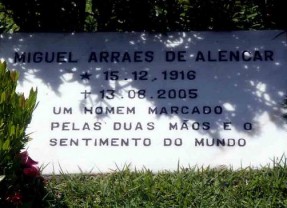 MIGUEL ARRAES DE ALENCAR
★ 15.12.1916
✝ 13.08.2005
UM HOMEM MARCADO
PELAS DUAS MÃOS E O
SENTIMENTO DO MUNDO